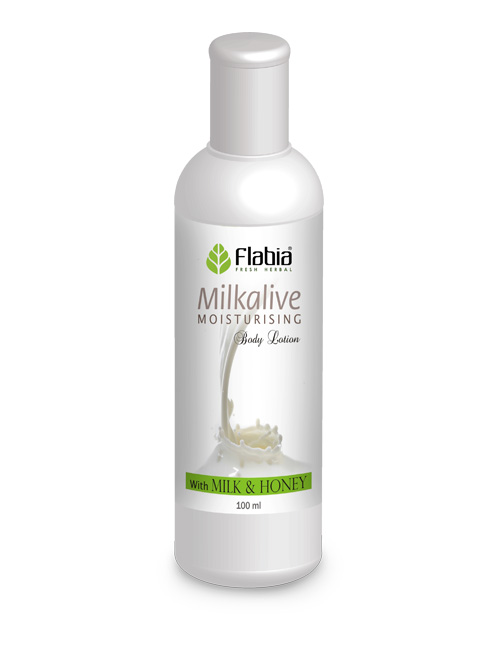 Flabia®
FRESH HERBAL
Milkalive
MOISTURISING
Body Lotion
With MILK & HONEY
100 ml